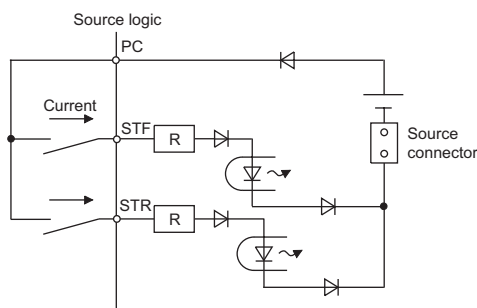 Source logic
PC
Current
STF
R
Source
connector
STR
R